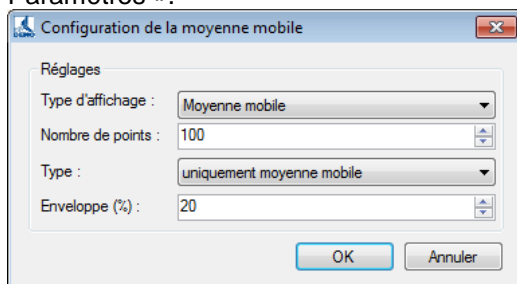 Paramètres ».
Configuration de la moyenne mobile
Réglages
Type d'affichage : Moyenne mobile
Nombre de points : 100
Type : uniquement moyenne mobile
Enveloppe (%) : 20
OK Annuler